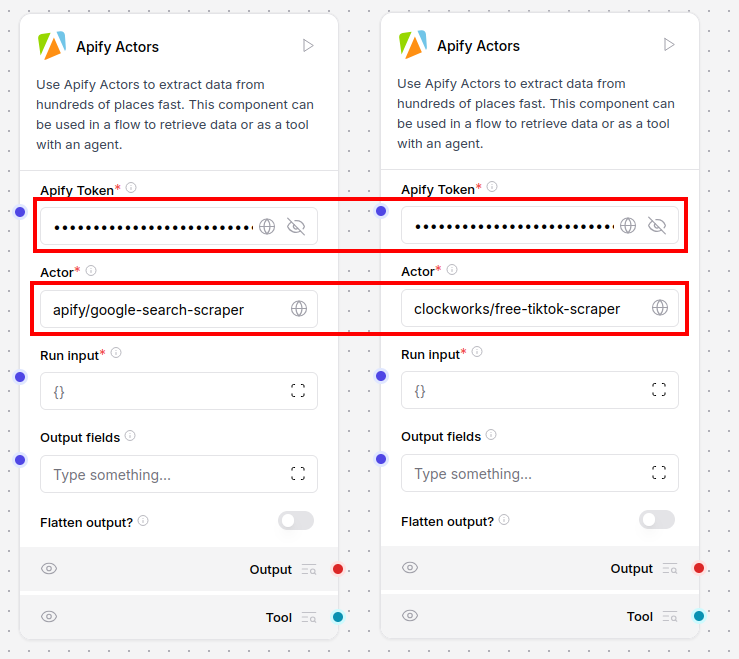 Apify Actors
Use Apify Actors to extract data from
hundreds of places fast. This component
can be used in a flow to retrieve data or as a tool
with an agent.
Apify Token*
••••••••••••••••••••••••••
Actor*
apify/google-search-scraper
Run input*
{}
Output fields
Type something...
Flatten output?
Output
Tool
Apify Actors
Use Apify Actors to extract data from
hundreds of places fast. This component can
be used in a flow to retrieve data or as a tool
with an agent.
Apify Token*
••••••••••••••••••••••••••
Actor*
clockworks/free-tiktok-scraper
Run input*
{}
Output fields
Type something...
Flatten output?
Output
Tool